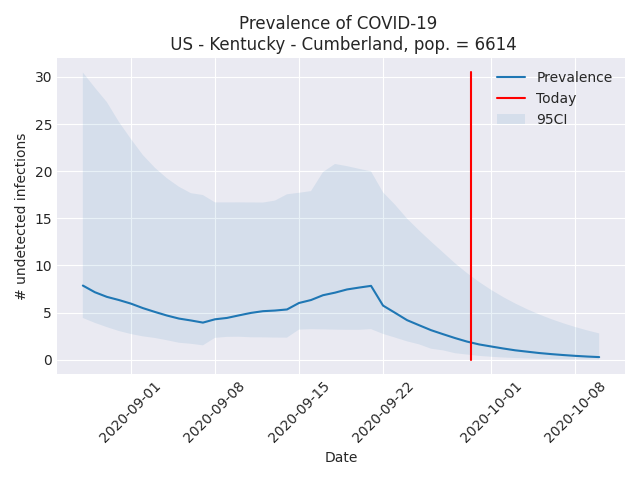 Prevalence of COVID-19
US - Kentucky - Cumberland, pop. = 6614
Prevalence
Today
95CI
# undetected infections
30
25
20
15
10
5
0
2020-09-01
2020-09-08
2020-09-15
2020-09-22
2020-10-01
2020-10-08
Date